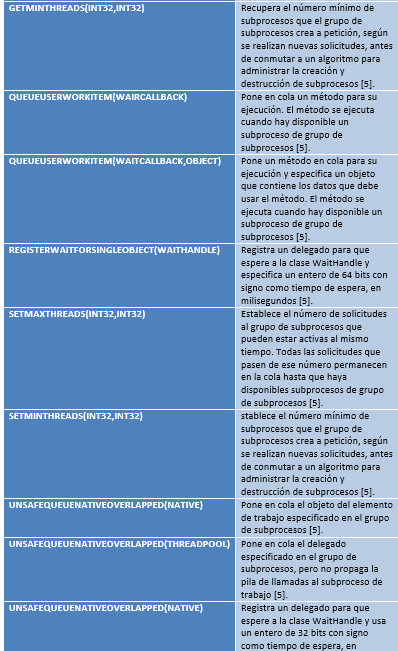 GETMINTHREADS(INT32,INT32)
Recupera el número mínimo de
subprocesos que el grupo de
subprocesos crea a petición, según
se realizan nuevas solicitudes, antes
de conmutar a un algoritmo para
administrar la creación y
destrucción de subprocesos [5].
QUEUEUSERWORKITEM(WAIRCALLBACK)
Pone en cola un método para su
ejecución. El método se ejecuta
cuando hay disponible un
subproceso de grupo de
subprocesos [5].
QUEUEUSERWORKITEM(WAITCALLBACK,OBJECT)
Pone un método en cola para su
ejecución y especifica un objeto
que contiene los datos que debe
usar el método. El método se
ejecuta cuando hay disponible un
subproceso de grupo de
subprocesos [5].
REGISTERWAITFORSINGLEOBJECT(WAITHANDLE)
Registra un delegado para que
espere a la clase WaitHandle y
especifica un entero de 64 bits con
signo como tiempo de espera, en
milisegundos [5].
SETMAXTHREADS(INT32,INT32)
Establece el número de solicitudes
al grupo de subprocesos que
pueden estar activas al mismo
tiempo. Todas las solicitudes que
pasen de ese número permanecen
en la cola hasta que haya
disponibles subprocesos de grupo
de subprocesos [5].
SETMINTHREADS(INT32,INT32)
stablece el número mínimo de
subprocesos que el grupo de
subprocesos crea a petición, según
se realizan nuevas solicitudes, antes
de conmutar a un algoritmo para
administrar la creación y
destrucción de subprocesos [5].
UNSAFEQUEUENATIVEOVERLAPPED(NATIVE)
Pone en cola el objeto del elemento
de trabajo especificado en el grupo
de subprocesos [5].
UNSAFEQUEUENATIVEOVERLAPPED(THREADPOOL)
Pone en cola el delegado
especificado en el grupo de
subprocesos, pero no propaga la
pila de llamadas al subproceso de
trabajo [5].
UNSAFEQUEUENATIVEOVERLAPPED(NATIVE)
Registra un delegado para que
espere a la clase WaitHandle y usa
un entero de 32 bits con signo
como tiempo de espera, en